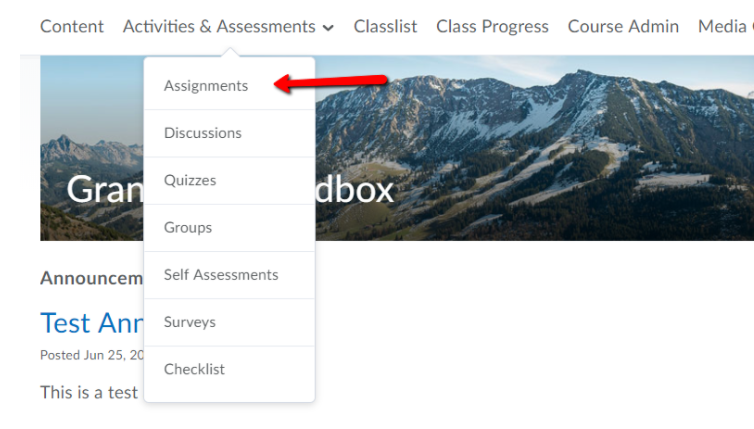 Content Activities & Assessments Classlist Class Progress Course Admin Media
Assignments
Discussions
Quizzes
Groups
Self Assessments
Surveys
Checklist
Gran dbox
Announcem
Test Ann
Posted Jun 25, 20
This is a test